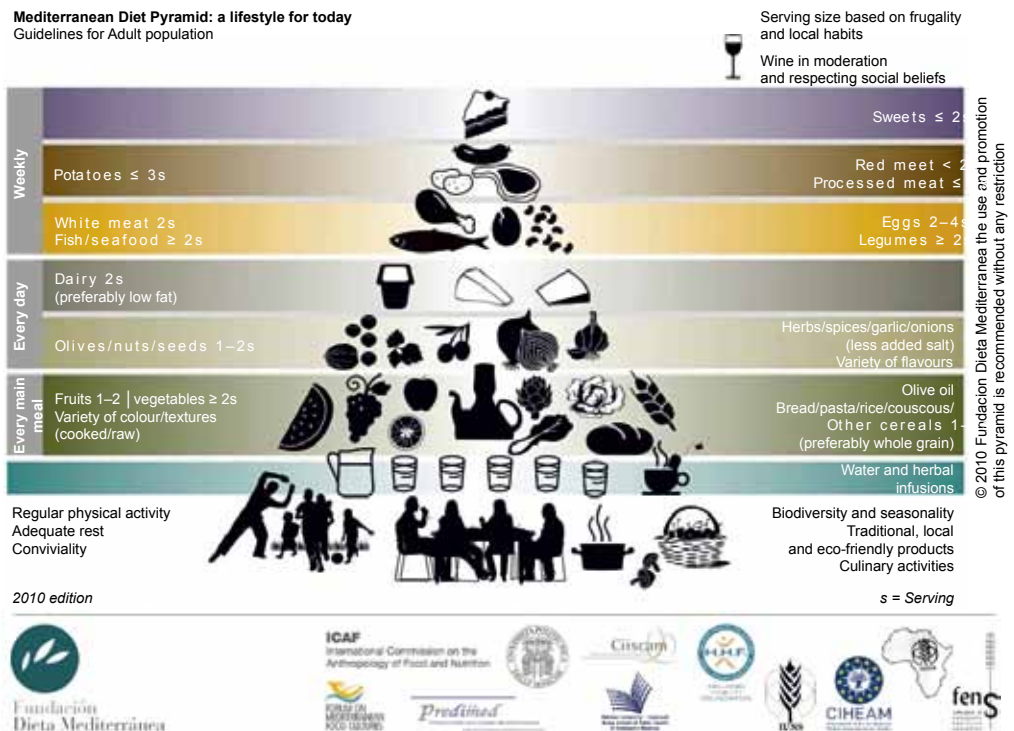 Mediterranean Diet Pyramid: a lifestyle for today
Guidelines for Adult population
Serving size based on frugality
and local habits
Wine in moderation
and respecting social beliefs
Weekly
Sweets ≤ 2
Potatoes ≤ 3s
Red meet < 2
Processed meat ≤
White meat 2s
Fish/seafood ≥ 2s
Eggs 2–4s
Legumes ≥ 2
Every day
Dairy 2s
(preferably low fat)
Olives/nuts/seeds 1–2s
Herbs/spices/garlic/onions
(less added salt)
Variety of flavours
Every main
meal
Fruits 1–2 | vegetables ≥ 2s
Variety of colour/textures
(cooked/raw)
Olive oil
Bread/pasta/rice/couscous/
Other cereals 1-
(preferably whole grain)
Water and herbal
infusions
© 2010 Fundacion Dieta Mediterranea the use and promotion
of this pyramid is recommended without any restriction
Regular physical activity
Adequate rest
Conviviality
Biodiversity and seasonality
Traditional, local
and eco-friendly products
Culinary activities
2010 edition
s = Serving
Fundación
Dieta Mediterránea
ICAF
International Commission on the
Anthropology of Food and Nutrition
FORUM ON
MEDITERRANEAN
FOOD CULTURES
Predimed
Ciiscam
H.H.F.
IUNS
CIHEAM
fens